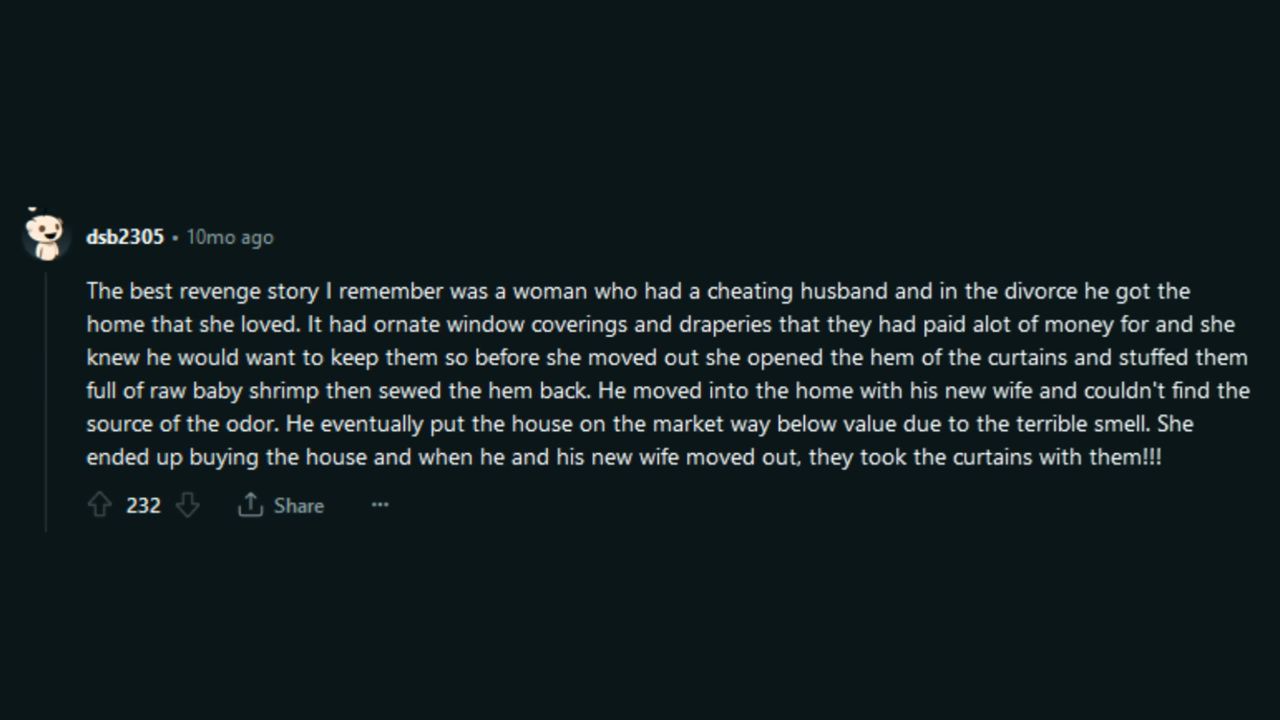 dsb2305 • 10mo ago
The best revenge story I remember was a woman who had a cheating husband and in the divorce he got the
home that she loved. It had ornate window coverings and draperies that they had paid alot of money for and she
knew he would want to keep them so before she moved out she opened the hem of the curtains and stuffed them
full of raw baby shrimp then sewed the hem back. He moved into the home with his new wife and couldn't find the
source of the odor. He eventually put the house on the market way below value due to the terrible smell. She
ended up buying the house and when he and his new wife moved out, they took the curtains with them!!!
232 Share ...